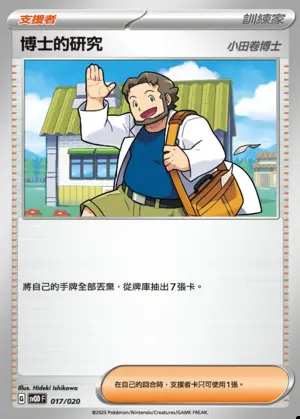 支援者
訓練家
博士的研究
小田卷博士
將自己的手牌全部丟棄，從牌庫抽出7張卡。
Illus. Hideki Ishikawa
G SVOD F 017/020
在自己的回合時，支援者卡只可使用1張。
©2023 Pokémon/Nintendo/Creatures/GAME FREAK.